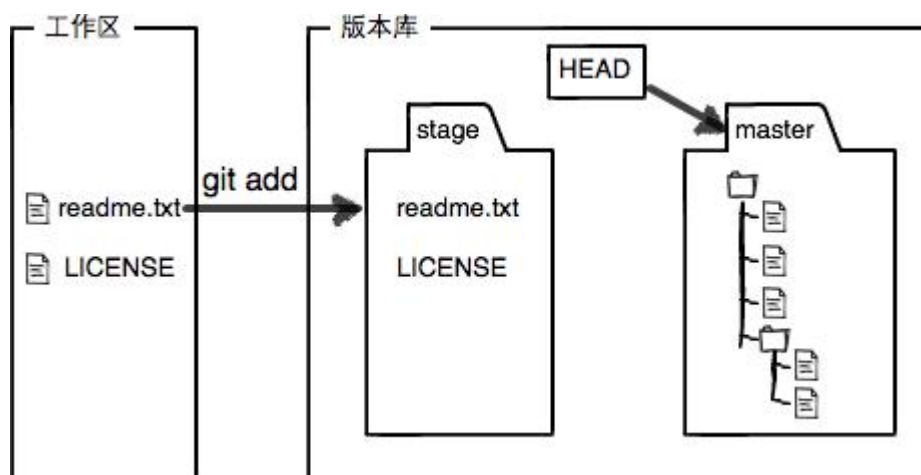 工作区
版本库
HEAD
stage
master
git add
readme.txt
readme.txt
LICENSE
LICENSE